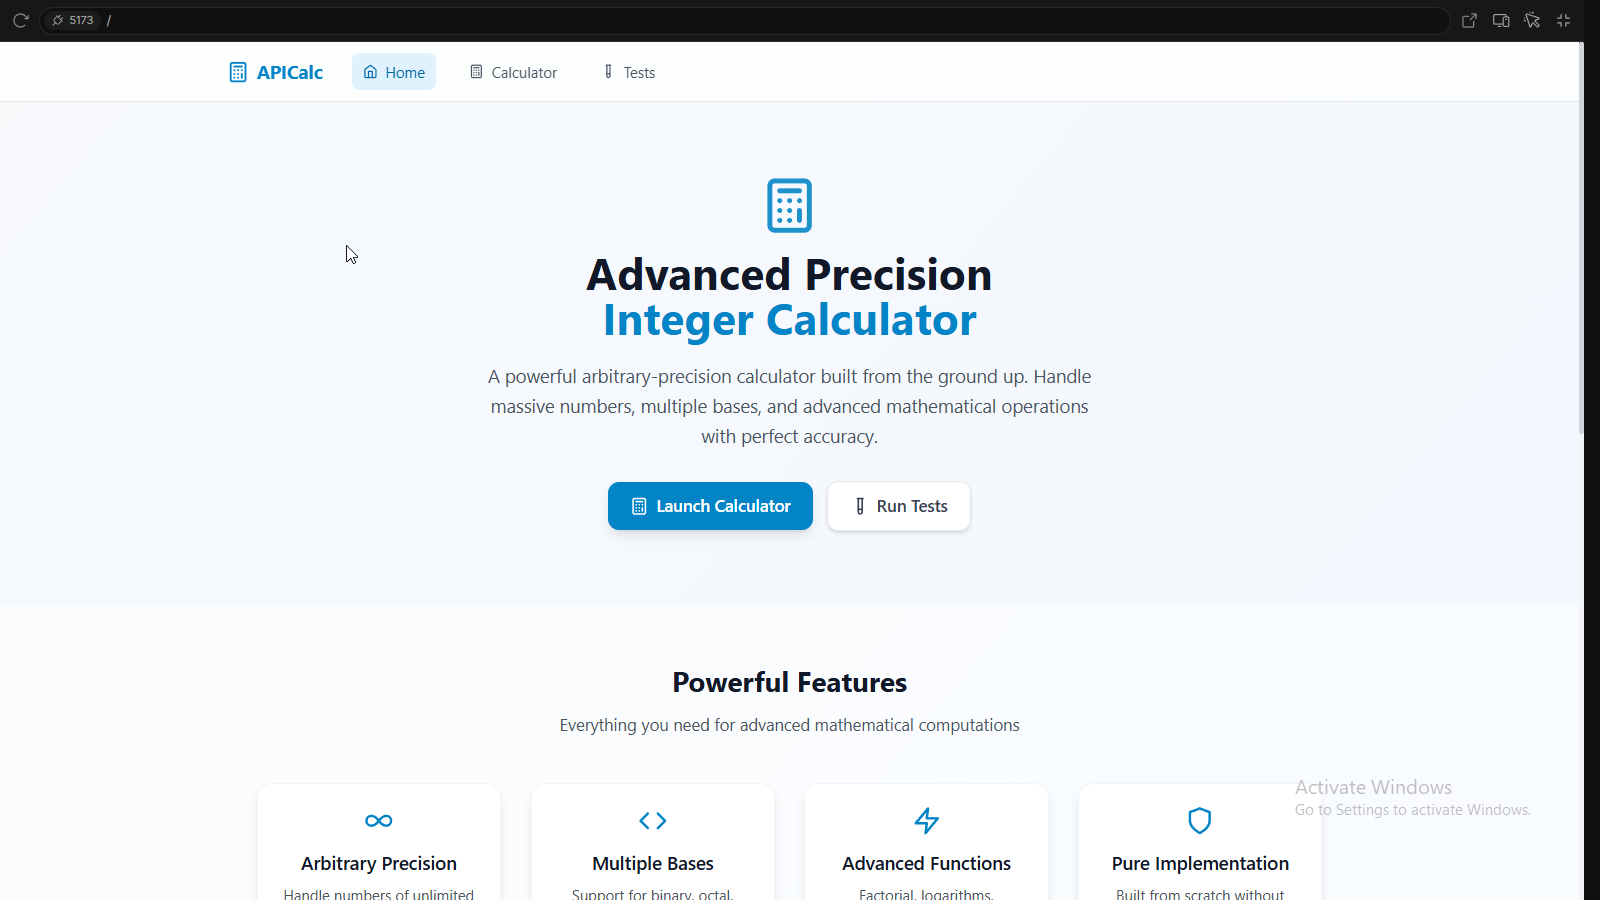 5173 /
APICalc
Home
Calculator
Tests
Advanced Precision
Integer Calculator
A powerful arbitrary-precision calculator built from the ground up. Handle
massive numbers, multiple bases, and advanced mathematical operations
with perfect accuracy.
Launch Calculator
Run Tests
Powerful Features
Everything you need for advanced mathematical computations
Arbitrary Precision
Handle numbers of unlimited
Multiple Bases
Support for binary, octal,
Advanced Functions
Factorial, logarithms,
Pure Implementation
Built from scratch without
Activate Windows
Go to Settings to activate Windows.